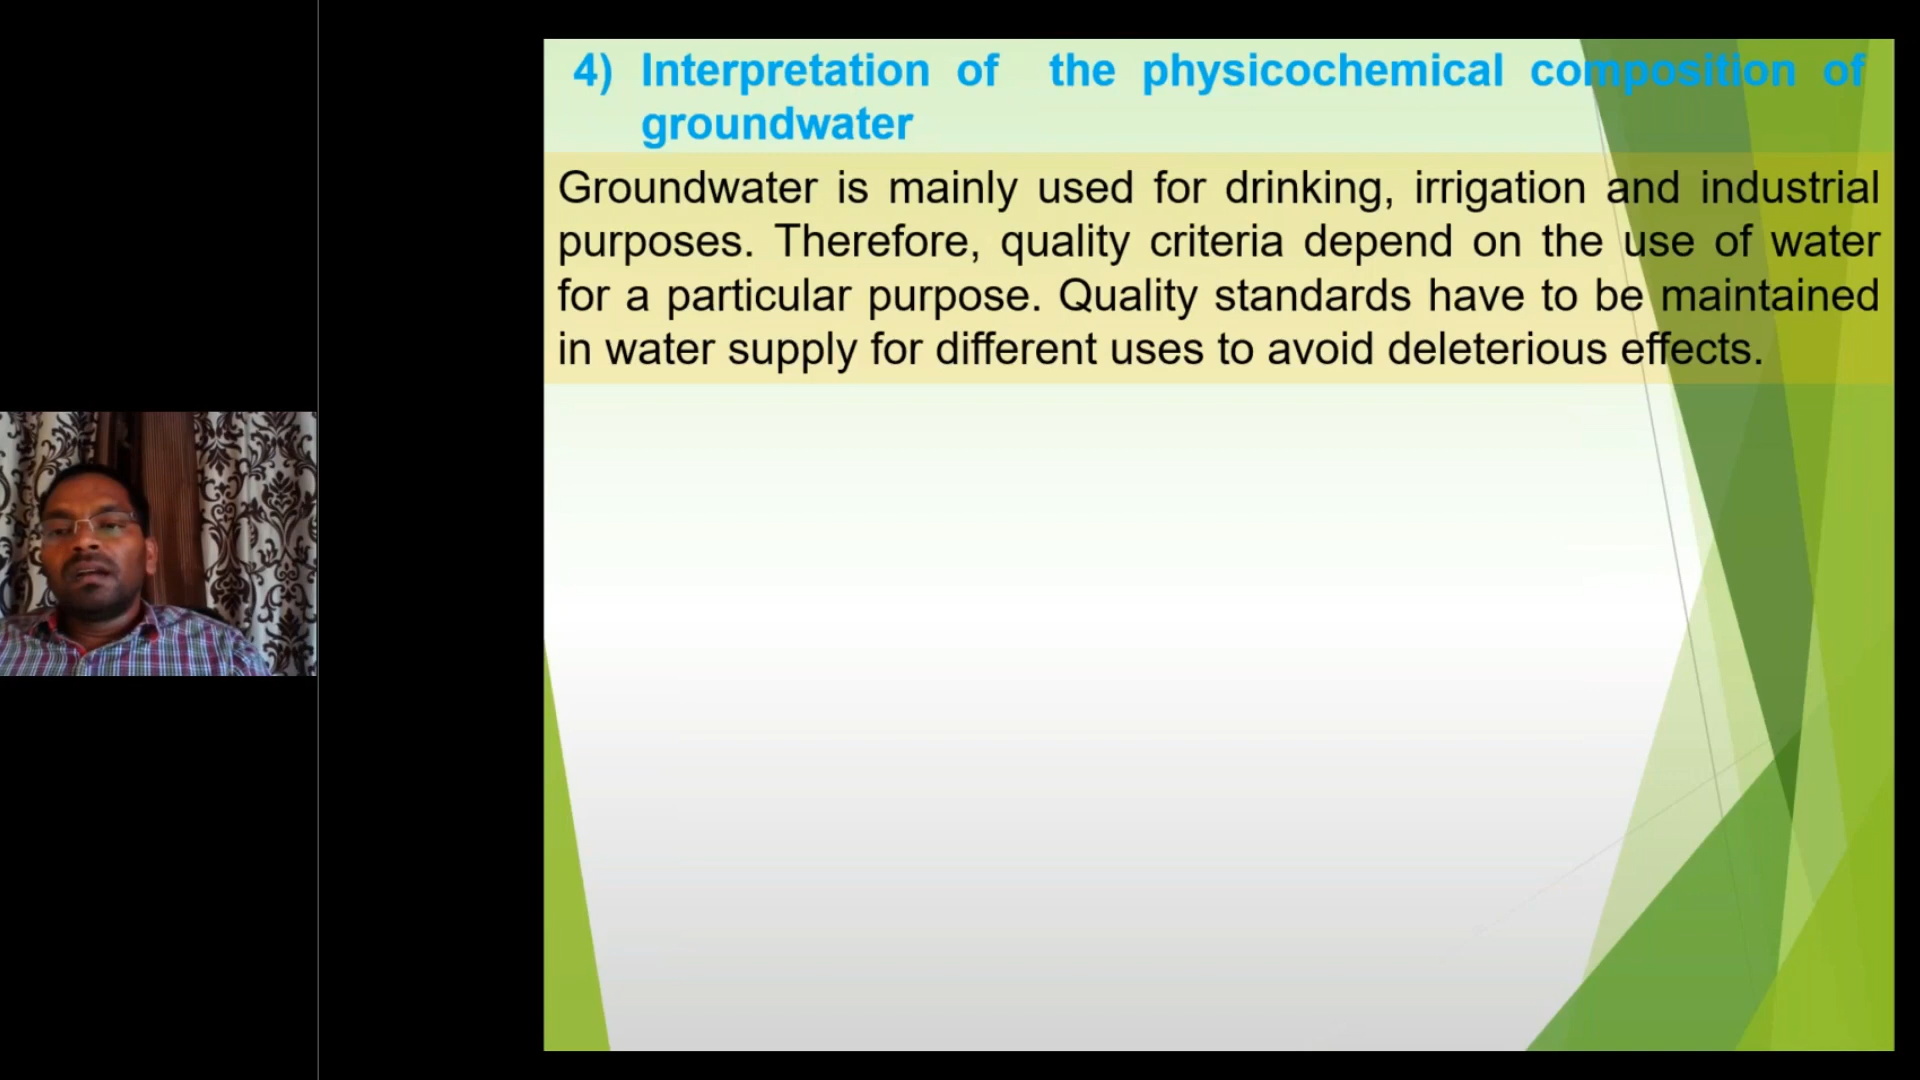 4) Interpretation of the physicochemical composition of
groundwater
Groundwater is mainly used for drinking, irrigation and industrial
purposes. Therefore, quality criteria depend on the use of water
for a particular purpose. Quality standards have to be maintained
in water supply for different uses to avoid deleterious effects.